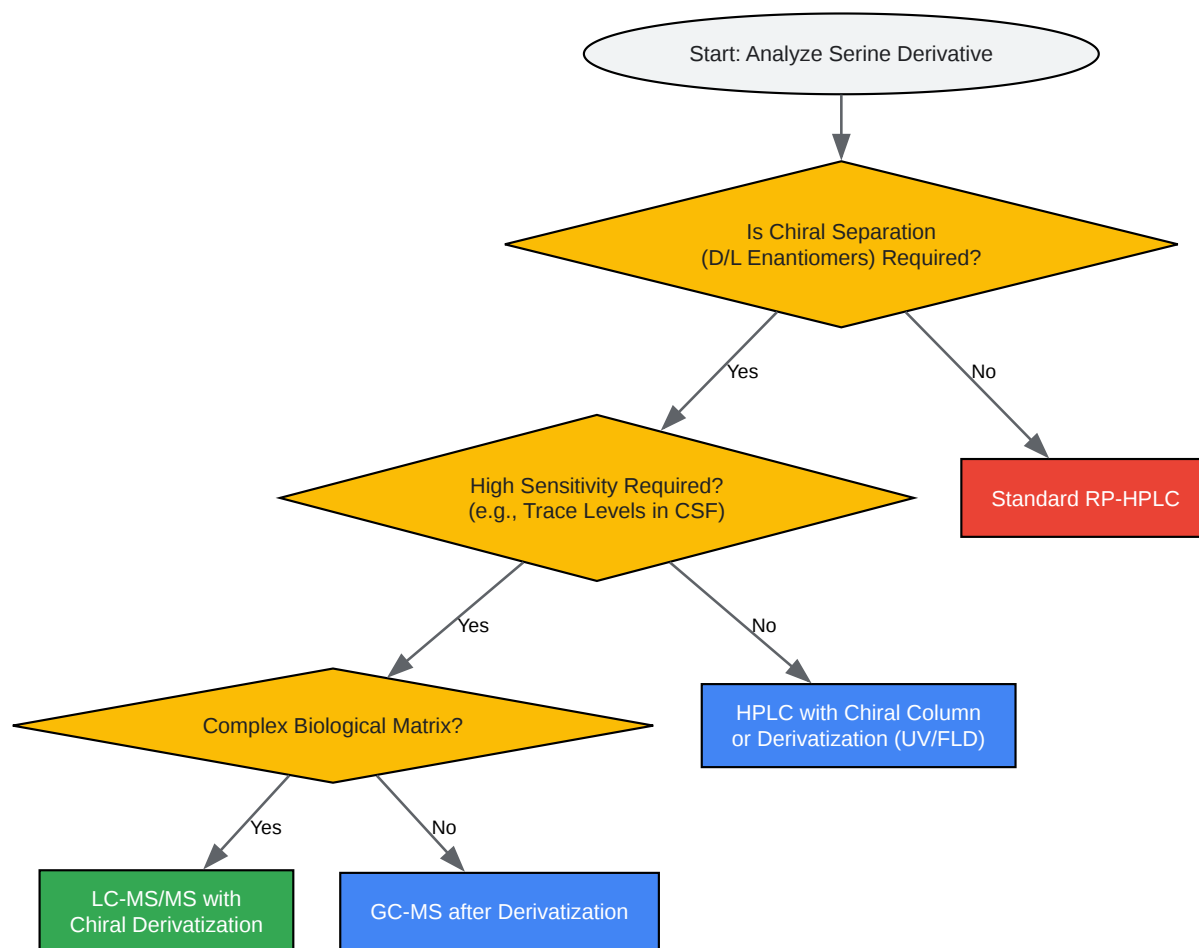 Start: Analyze Serine Derivative
Is Chiral Separation
(D/L Enantiomers) Required?
Yes
No
High Sensitivity Required?
(e.g., Trace Levels in CSF)
Standard RP-HPLC
Yes
No
Complex Biological Matrix?
HPLC with Chiral Column
or Derivatization (UV/FLD)
Yes
No
LC-MS/MS with
Chiral Derivatization
GC-MS after Derivatization